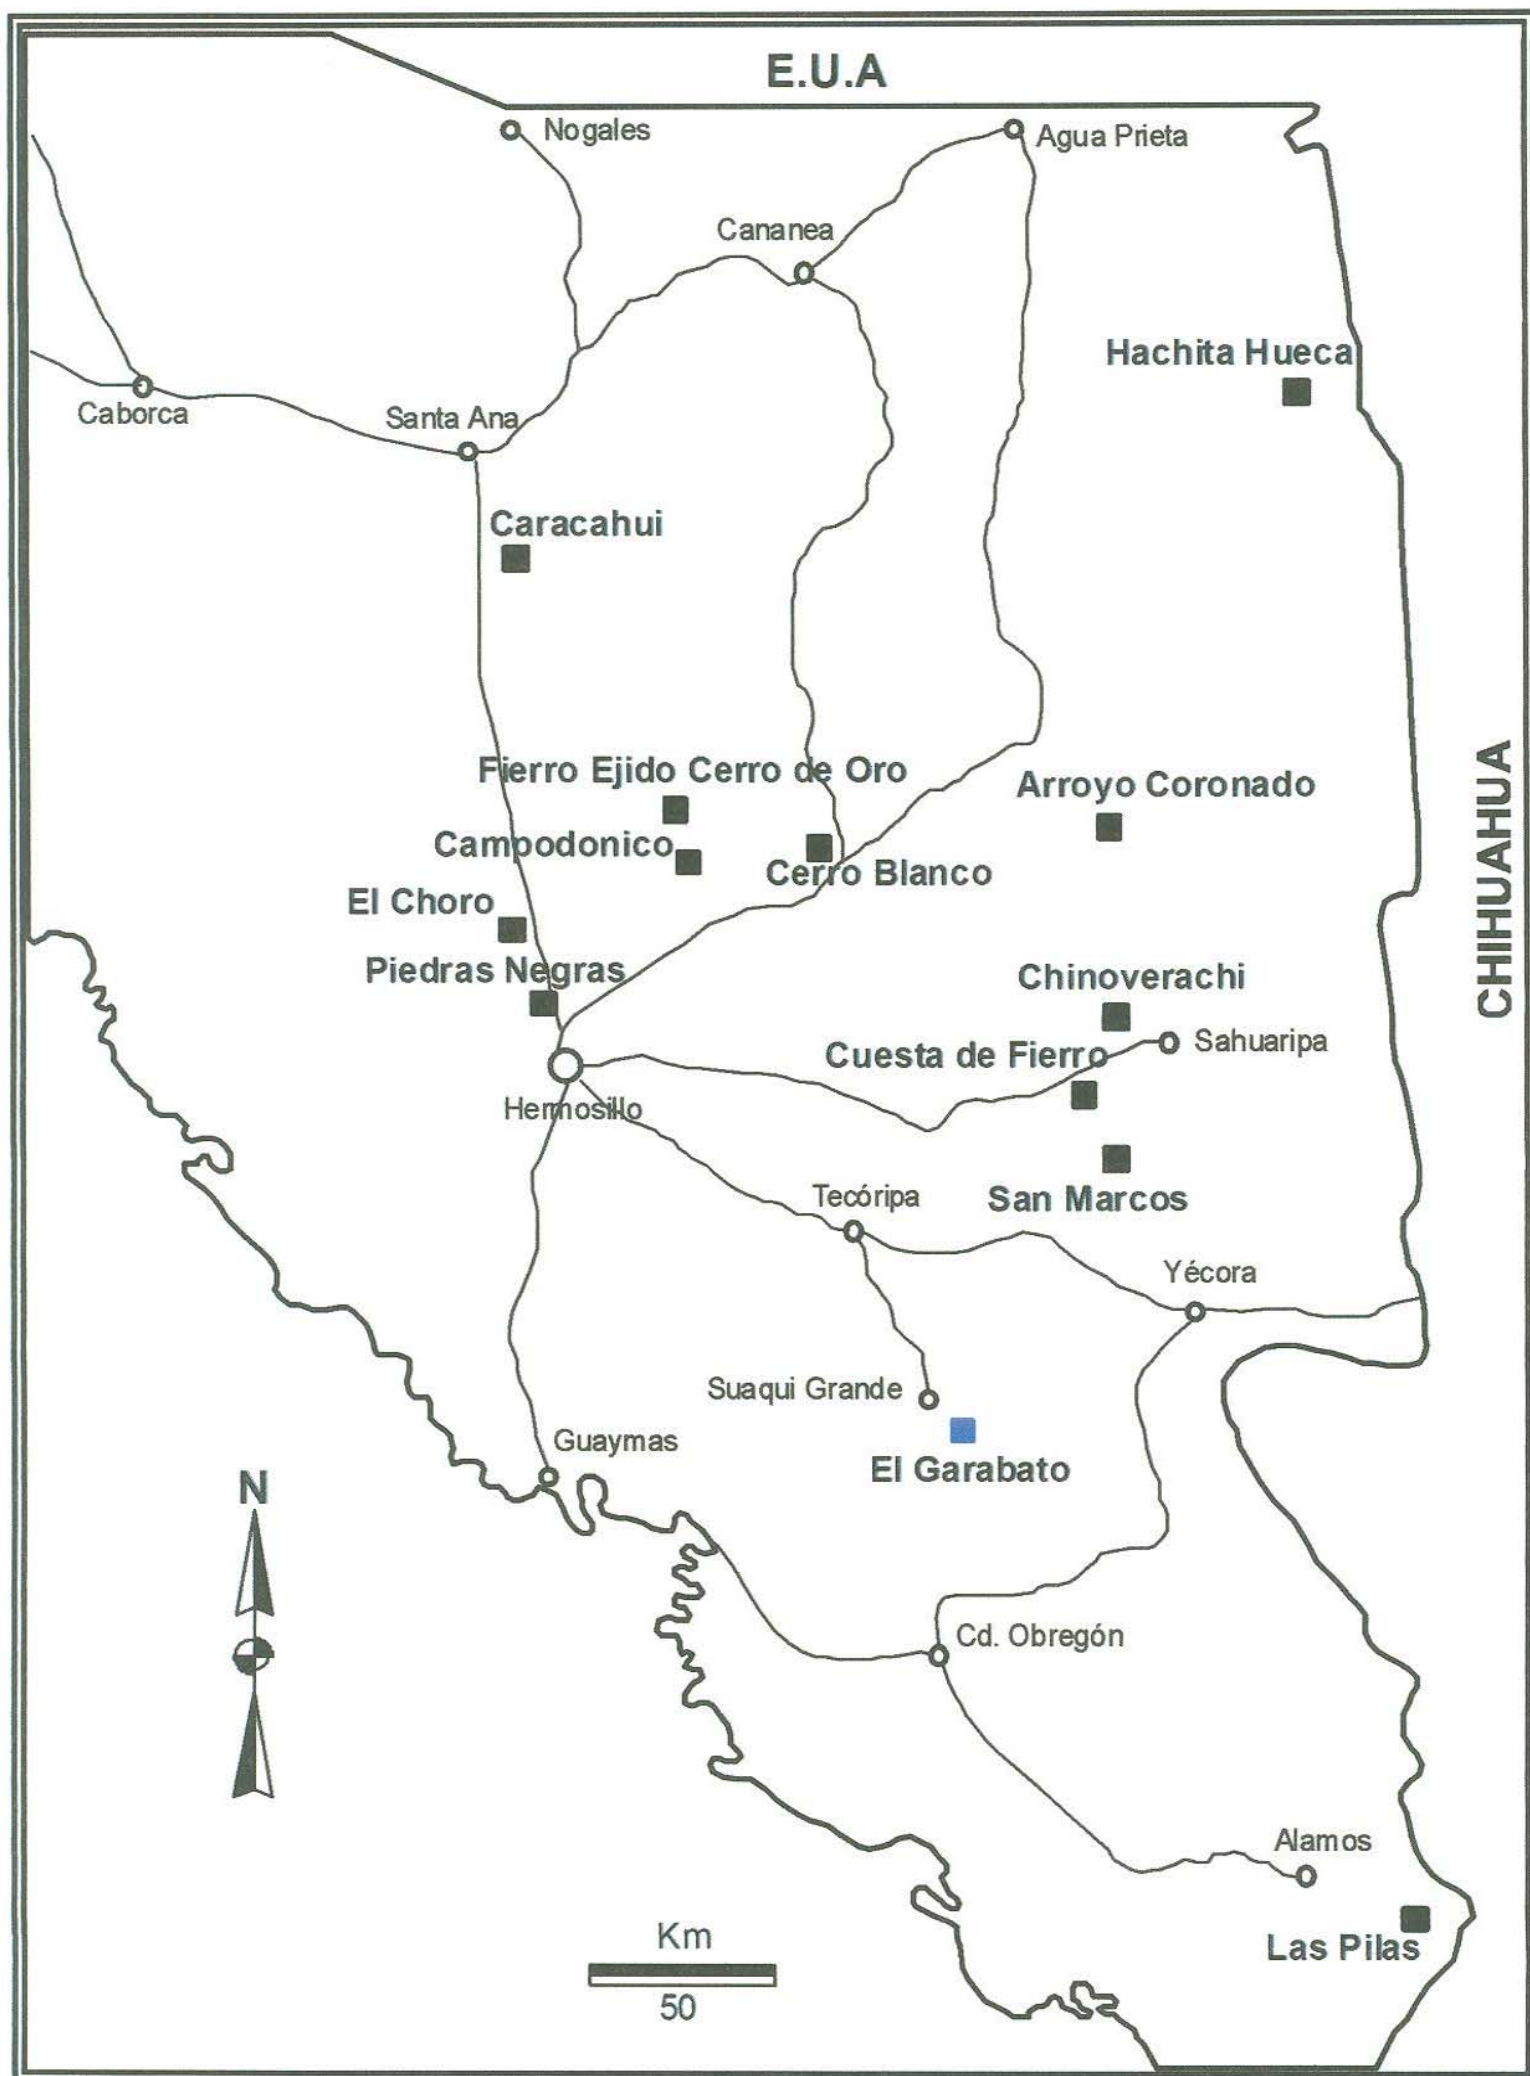 E.U.A
Nogales
Agua Prieta
Cananea
Hachita Hueca
Caborca
Santa Ana
Caracahui
Fierro Ejido Cerro de Oro
Arroyo Coronado
Campodonico
Cerro Blanco
El Choro
Piedras Negras
CHIHUAHUA
Chinoverachi
Sahuaripa
Cuesta de Fierro
Hermosillo
Tecóripa
San Marcos
Yécora
Suaqui Grande
Guaymas
El Garabato
N
Cd. Obregón
Alamos
Las Pilas
Km
50